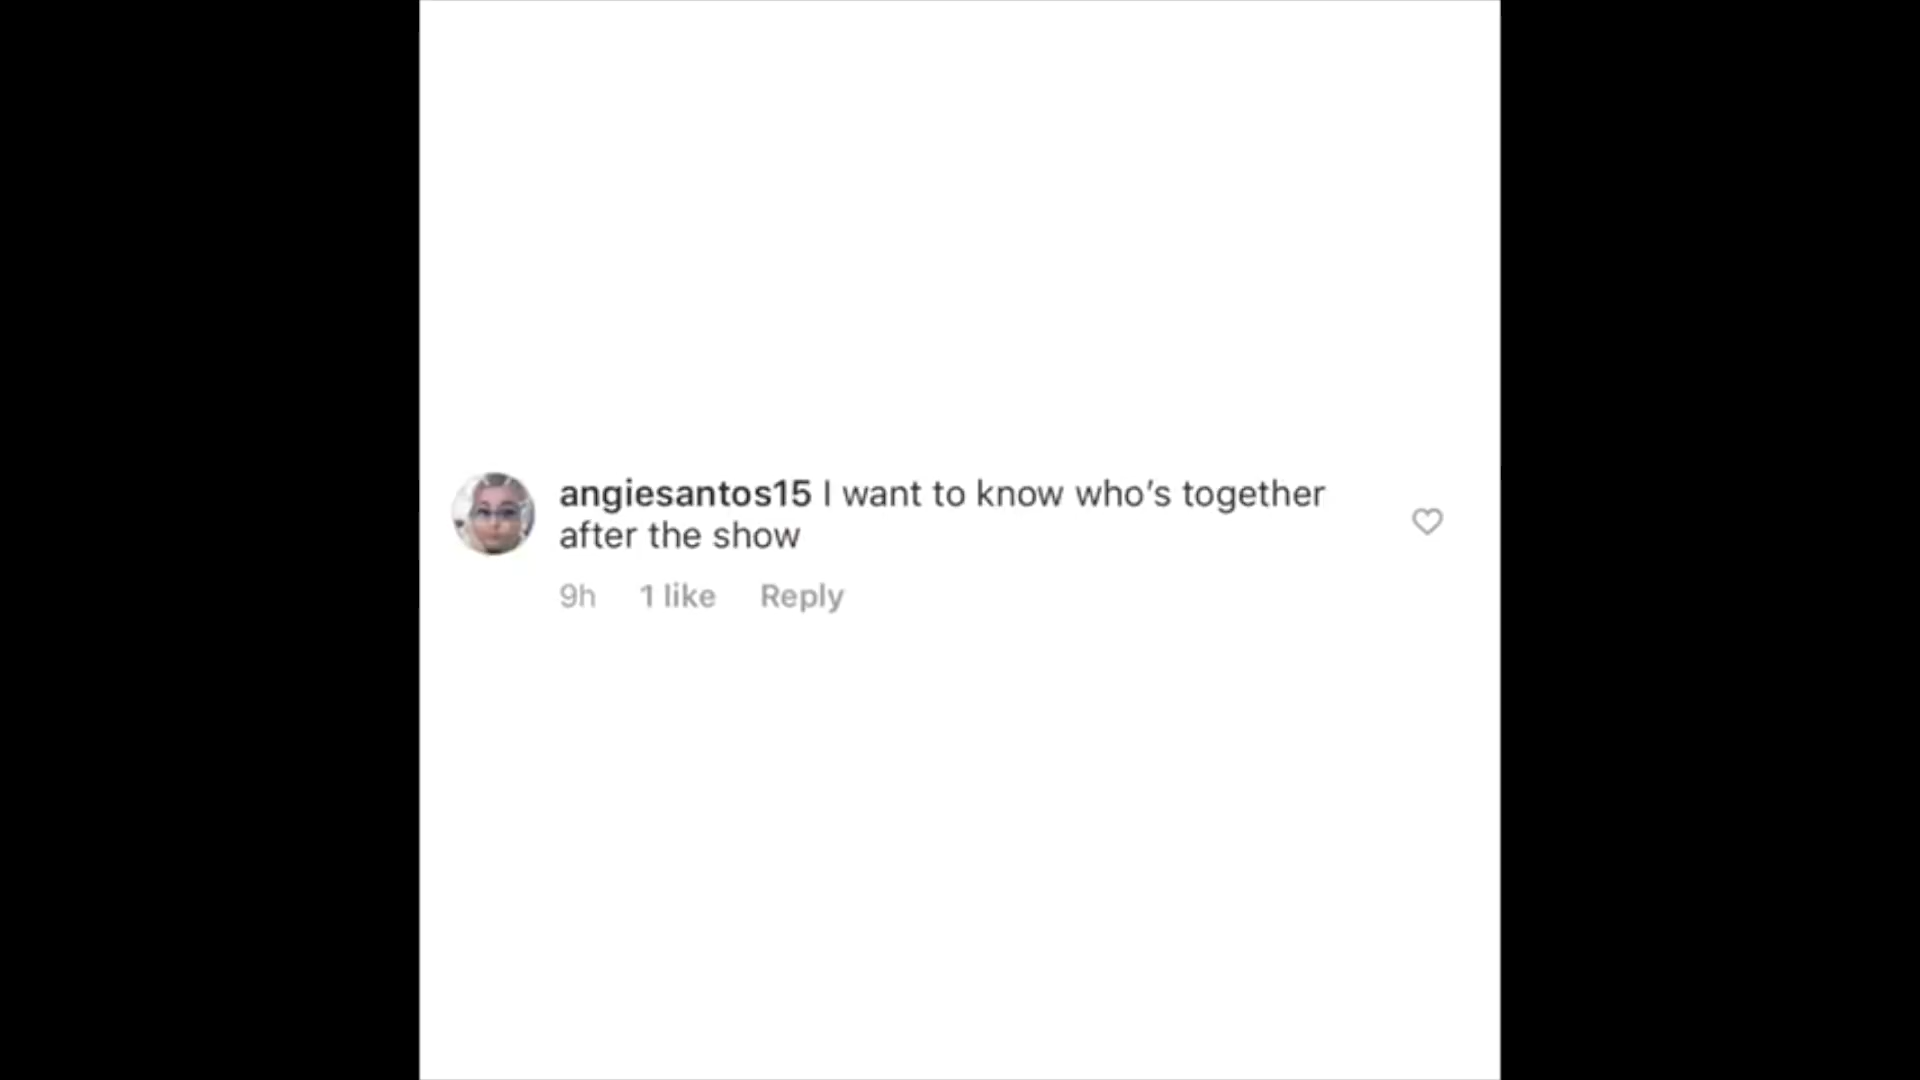 angiesantos15 I want to know who's together
after the show
9h 1 like Reply